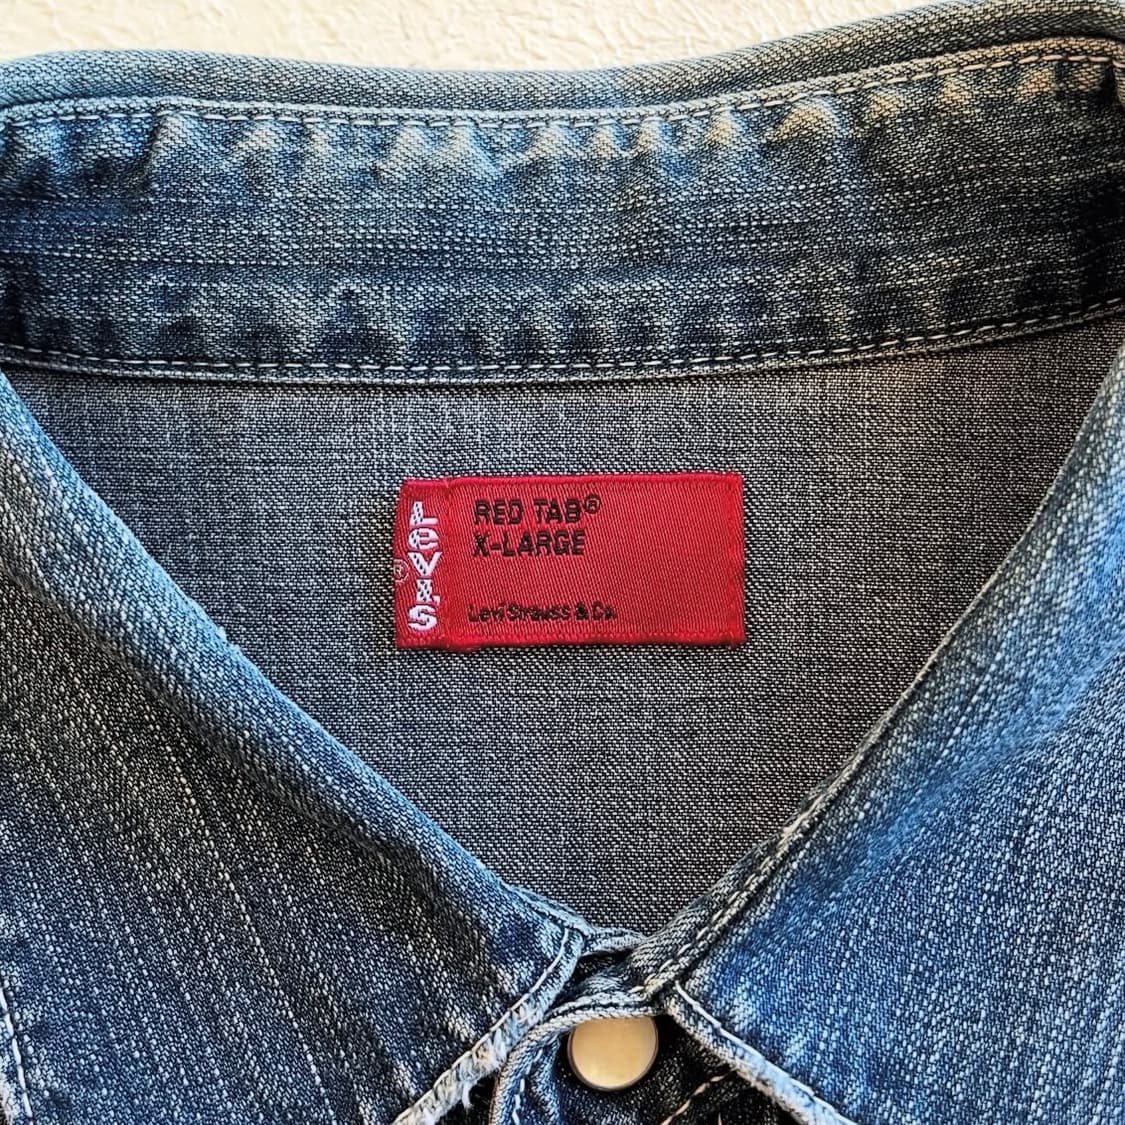 Levi's
®
RED TAB®
X-LARGE
Levi Strauss & Co.